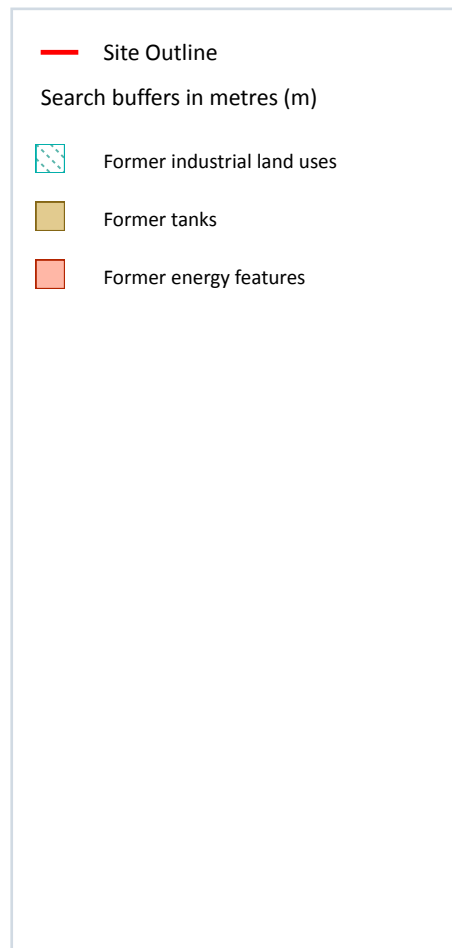 Site Outline
Search buffers in metres (m)
Former industrial land uses
Former tanks
Former energy features